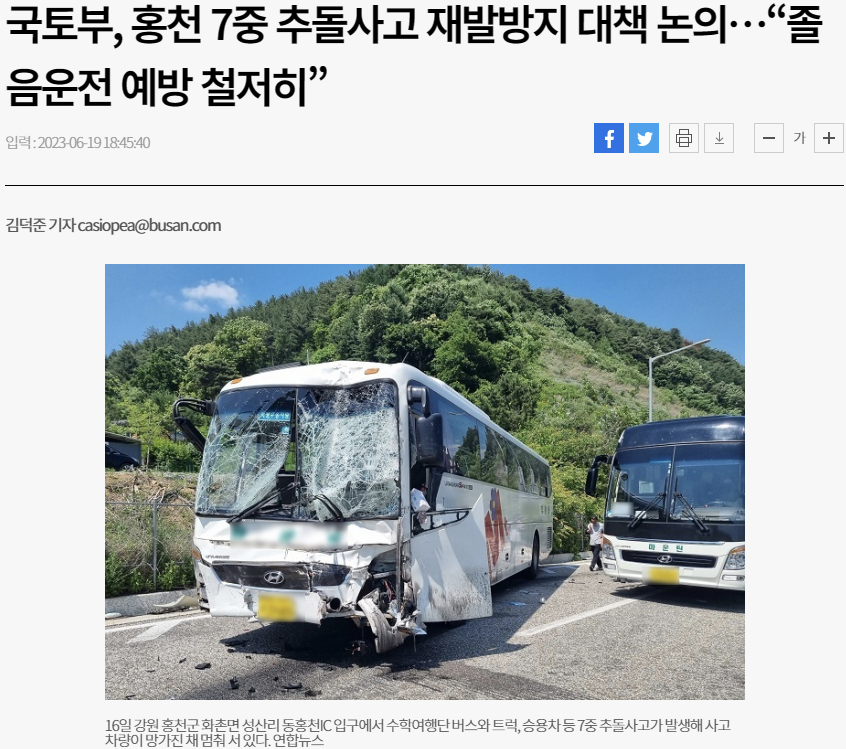 국토부, 홍천 7중 추돌사고 재발방지 대책 논의…“졸
음운전 예방 철저히”
입력 : 2023-06-19 18:45:40
가
김덕준 기자 casiopea@busan.com
마운틴
16일 강원 홍천군 화촌면 성산리 동홍천IC 입구에서 수학여행단 버스와 트럭, 승용차 등 7중 추돌사고가 발생해 사고
차량이 망가진 채 멈춰 서 있다. 연합뉴스